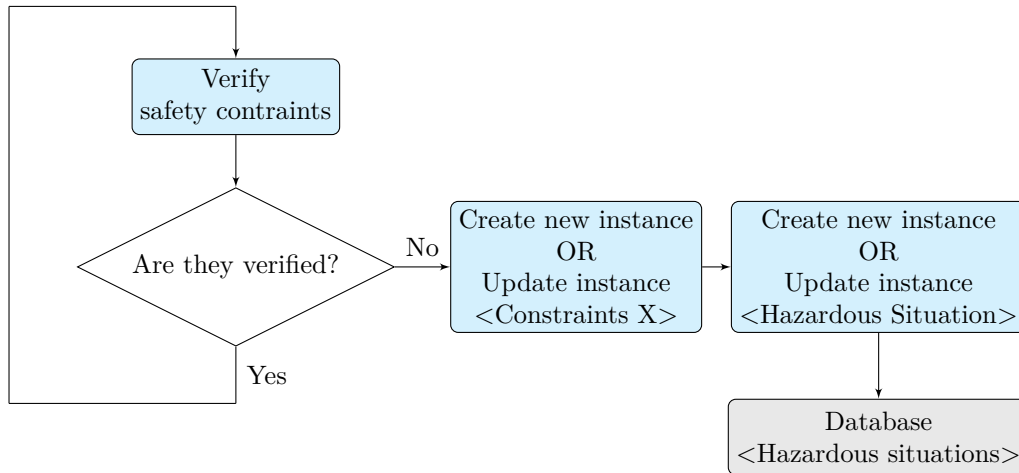 Verify
safety contraints
Are they verified?
No
Yes
Create new instance
OR
Update instance
<Constraints X>
Create new instance
OR
Update instance
<Hazardous Situation>
Database
<Hazardous situations>